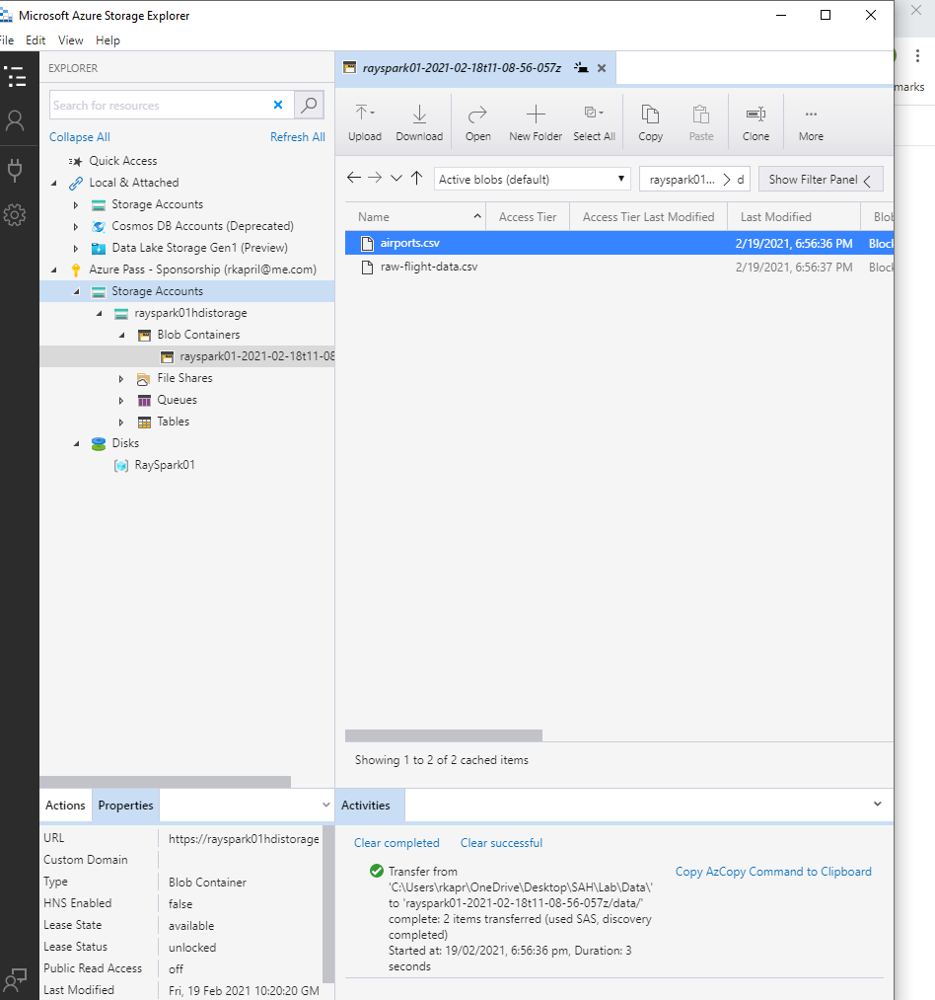 Microsoft Azure Storage Explorer
File Edit View Help
marks
EXPLORER
rayspark01-2021-02-18t11-08-56-057z
Search for resources
Collapse All Refresh All
Upload Download Open New Folder Select All Copy Paste Clone More
Active blobs (default) rayspark01... d Show Filter Panel
Quick Access
Local & Attached
Storage Accounts
Cosmos DB Accounts (Deprecated)
Data Lake Storage Gen1 (Preview)
Azure Pass - Sponsorship (rkapril@me.com)
Storage Accounts
rayspark01hdistorage
Blob Containers
rayspark01-2021-02-18t11-08
File Shares
Queues
Tables
Disks
RaySpark01
Name Access Tier Access Tier Last Modified Last Modified Blo
airports.csv 2/19/2021, 6:56:36 PM Block
raw-flight-data.csv 2/19/2021, 6:56:37 PM Block
Showing 1 to 2 of 2 cached items
Actions Properties
URL https://rayspark01hdistorage
Custom Domain
Type Blob Container
HNS Enabled false
Lease State available
Lease Status unlocked
Public Read Access off
Last Modified Fri, 19 Feb 2021 10:20:20 GM
Activities
Clear completed Clear successful
Transfer from
'C:\Users\rkapr\OneDrive\Desktop\SAH\Lab\Data\'
to 'rayspark01-2021-02-18t11-08-56-057z/data/'
complete: 2 items transferred (used SAS, discovery
completed)
Started at: 19/02/2021, 6:56:36 pm, Duration: 3
seconds
Copy AzCopy Command to Clipboard